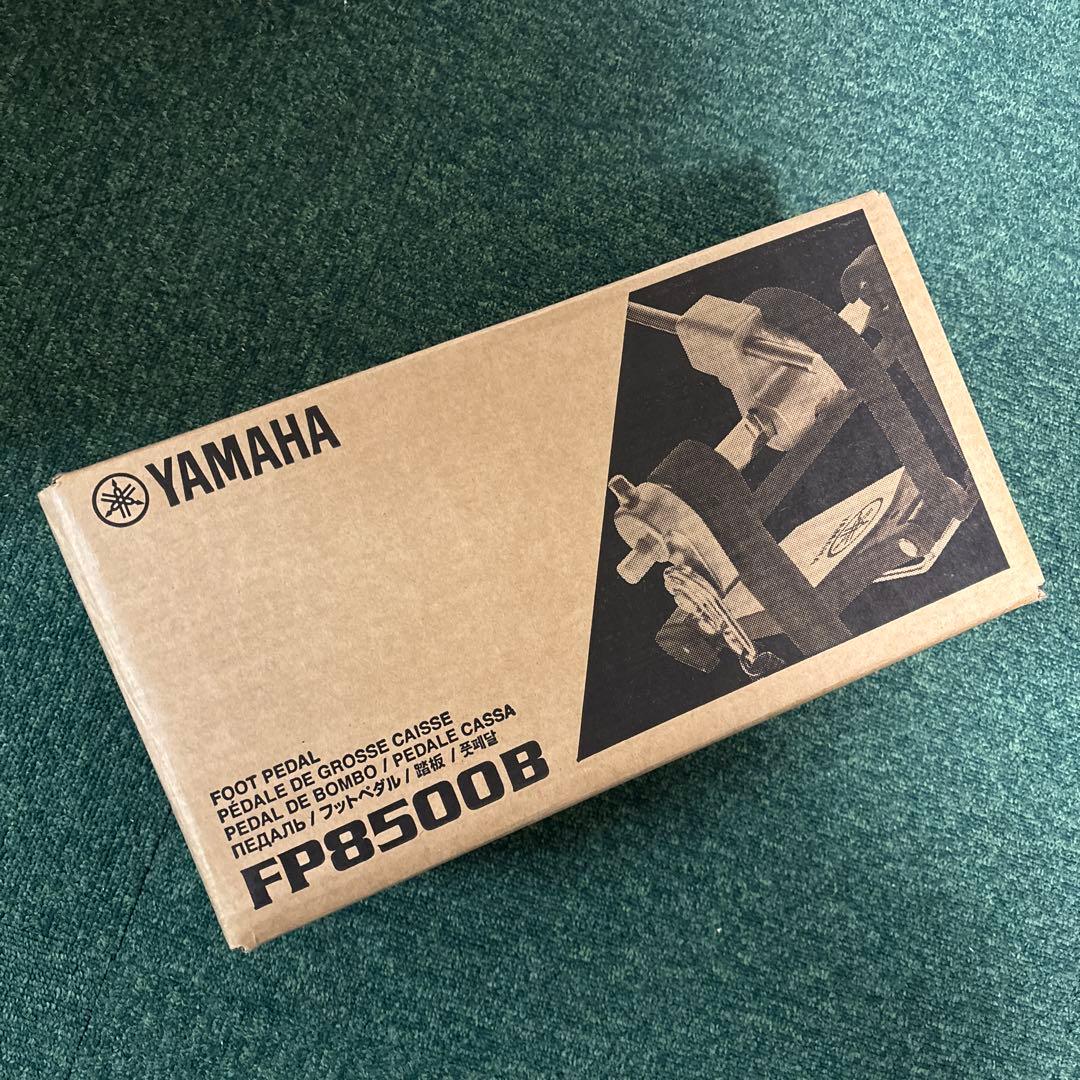 YAMAHA
FOOT PEDAL
PÉDALE DE GROSSE CAISSE
PEDAL DE BOMBO / PEDALE CASSA
ПЕДАЛЬ / フットペダル / 踏板 / 풋페달
FP8500B